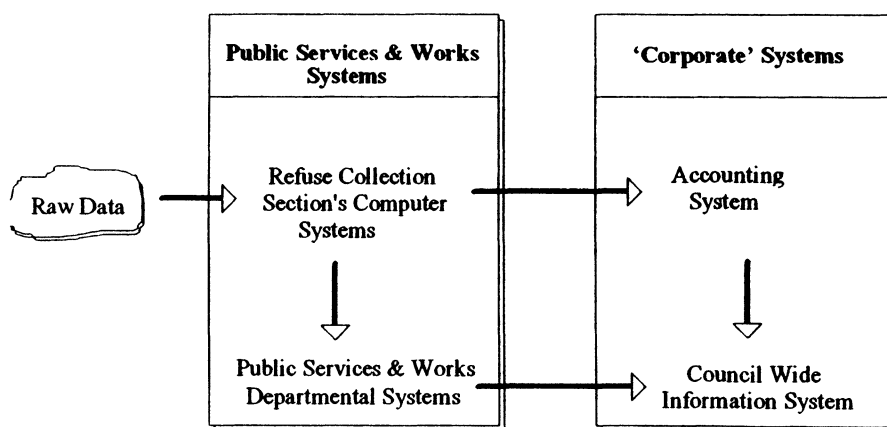 Public Services & Works
Systems
'Corporate' Systems
Raw Data
Refuse Collection
Section's Computer
Systems
Accounting
System
Public Services & Works
Departmental Systems
Council Wide
Information System